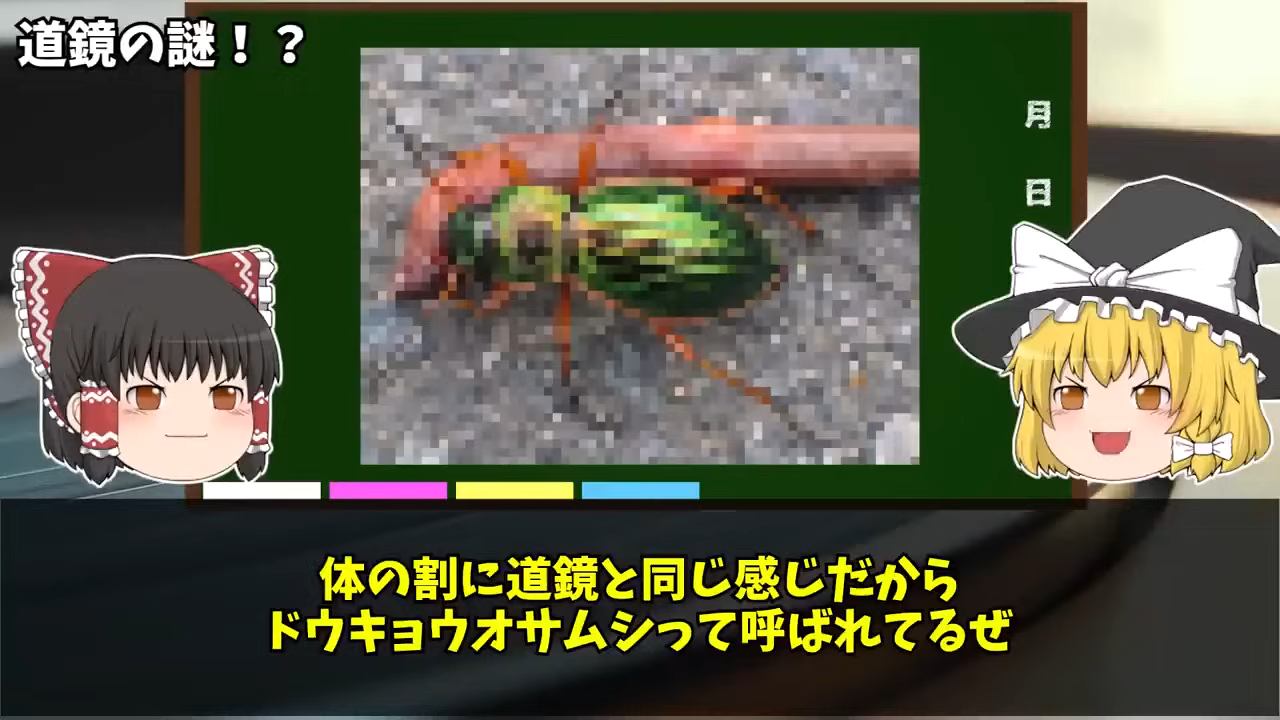 道鏡の謎！？
月
日
体の割に道鏡と同じ感じだから
ドウキョウオサムシって呼ばれてるぜ